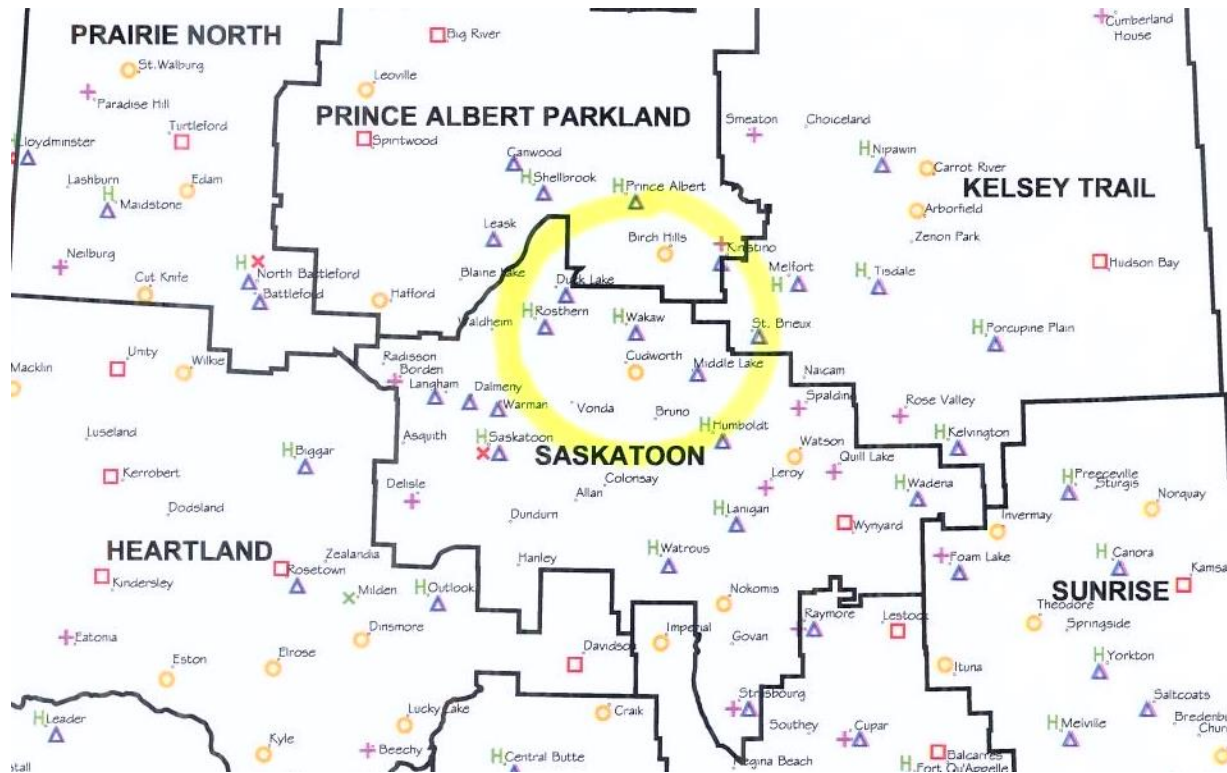 PRAIRIE NORTH
St.Walburg
Paradise Hill
Turtleford
Lloydminster
Lashburn
H
Edam
Maidstone
Neilburg
Cut Knife
H
North Battleford
Battleford
Big River
Leoville
PRINCE ALBERT PARKLAND
Spiritwood
Canwood
H
Shellbrook
H
Prince Albert
Leask
Birch Hills
Kinistino
Blaine Lake
Duck Lake
Hafford
Cumberland
House
Smeaton
Choiceland
H
Nipawin
Carrot River
KELSEY TRAIL
Arborfield
Zenon Park
Melfort
H
H
Tisdale
Hudson Bay
H
Porcupine Plain
St. Brieux
Naicam
Rose Valley
H
Kelvington
Macklin
Unity
Wilkie
Luseland
Kerrobert
H
Biggar
Dodsland
HEARTLAND
Kindersley
Rosetown
Zealandia
Milden
H
Outlook
Dinsmore
Eatonia
Eston
Elrose
H
Leader
Kyle
Lucky Lake
Beechy
Davidson
Waldheim
H
Rosthern
H
Wakaw
Cudworth
Middle Lake
Radisson
Borden
Langham
Dalmeny
Warman
Vonda
Bruno
H
Humboldt
Asquith
H
Saskatoon
SASKATOON
Colonsay
Allan
Delisle
Dundurn
Hanley
Watson
Quill Lake
Leroy
H
Lanigan
H
Wadena
Wynyard
H
Watrous
Nokomis
Imperial
Govan
Raymore
Lestock
Strasbourg
Southey
Cupar
Craik
H
Central Butte
Regina Beach
Balcarres
H
Fort Qu'Appelle
H
Preeceville
Sturgis
Norquay
Invermay
Foam Lake
H
Canora
Kamsa
SUNRISE
Theodore
Springside
H
Yorkton
Ituna
Saltcoats
H
Melville